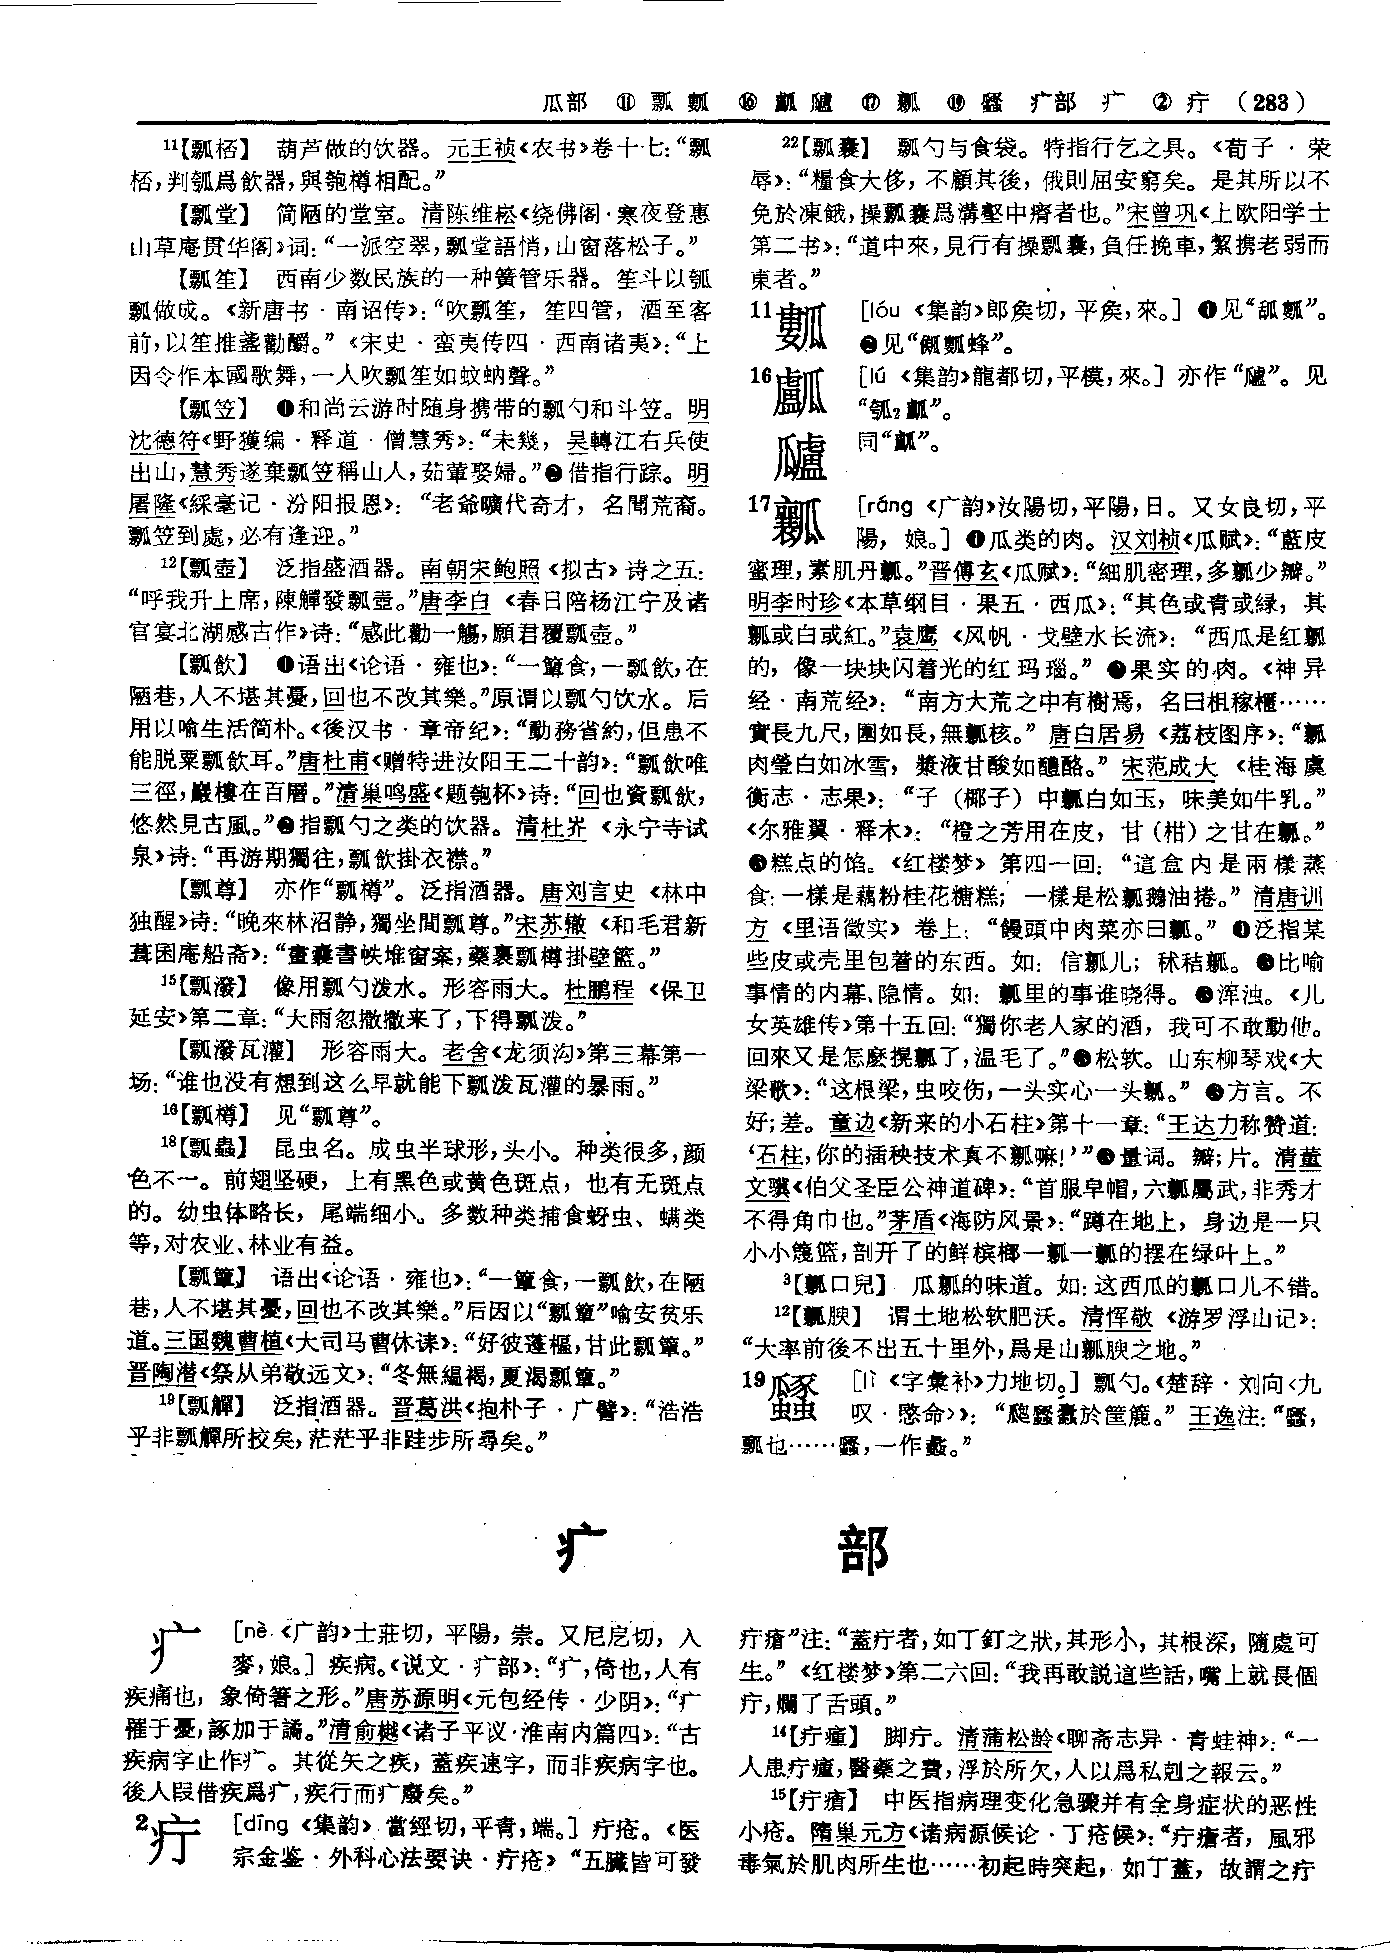 瓜部 ⑪瓢瓤 ⑯𤬛𤬜 ⑰瓤 ⑲𧓽 疒部 疒 ②疔 (283)
11【瓢桮】 葫芦做的饮器。元王祯《农书》卷十七:“瓢
桮,判瓠爲飲器,與匏樽相配。”
【瓢堂】 简陋的堂室。清陈维崧《绕佛阁·寒夜登惠
山草庵贯华阁》词:“一派空翠,瓢堂語悄,山窗落松子。”
【瓢笙】 西南少数民族的一种簧管乐器。笙斗以瓠
瓢做成。《新唐书·南诏传》:“吹瓢笙,笙四管,酒至客
前,以笙推盞勸釂。”《宋史·蛮夷传四·西南诸夷》:“上
因令作本國歌舞,一人吹瓢笙如蚊蚋聲。”
【瓢笠】 ❶和尚云游时随身携带的瓢勺和斗笠。明
沈德符《野獲编·释道·僧慧秀》:“未幾,吴轉江右兵使
出山,慧秀遂棄瓢笠稱山人,茹葷娶婦。”❷借指行踪。明
屠隆《綵毫记·汾阳报恩》:“老爺曠代奇才,名聞荒裔。
瓢笠到處,必有逢迎。”
12【瓢壺】 泛指盛酒器。南朝宋鲍照《拟古》诗之五:
“呼我升上席,陳觶發瓢壺。”唐李白《春日陪杨江宁及诸
官宴北湖感古作》诗:“感此勸一觴,願君覆瓢壺。”
【瓢飲】 ❶语出《论语·雍也》:“一簞食,一瓢飲,在
陋巷,人不堪其憂,回也不改其樂。”原谓以瓢勺饮水。后
用以喻生活简朴。《後汉书·章帝纪》:“動務省約,但患不
能脱粟瓢飲耳。”唐杜甫《赠特进汝阳王二十韵》:“瓢飲唯
三徑,巖棲在百層。”清巢鸣盛《题匏杯》诗:“回也資瓢飲,
悠然見古風。”❷指瓢勺之类的饮器。清杜岕《永宁寺试
泉》诗:“再游期獨往,瓢飲掛衣襟。”
【瓢尊】 亦作“瓢樽”。泛指酒器。唐刘言史《林中
独醒》诗:“晚來林沼静,獨坐間瓢尊。”宋苏辙《和毛君新
葺困庵船斋》:“畫囊書帙堆窗案,藥裹瓢樽掛壁籃。”
15【瓢潑】 像用瓢勺泼水。形容雨大。杜鹏程《保卫
延安》第二章:“大雨忽撒撒来了,下得瓢泼。”
【瓢潑瓦灌】 形容雨大。老舍《龙须沟》第三幕第一
场:“谁也没有想到这么早就能下瓢泼瓦灌的暴雨。”
16【瓢樽】 见“瓢尊”。
18【瓢蟲】 昆虫名。成虫半球形,头小。种类很多,颜
色不一。前翅坚硬,上有黑色或黄色斑点,也有无斑点
的。幼虫体略长,尾端细小。多数种类捕食蚜虫、螨类
等,对农业、林业有益。
【瓢簞】 语出《论语·雍也》:“一簞食,一瓢飲,在陋
巷,人不堪其憂,回也不改其樂。”后因以“瓢簞”喻安贫乐
道。三国魏曹植《大司马曹休诔》:“好彼蓬樞,甘此瓢簞。”
晋陶潜《祭从弟敬远文》:“冬無緼褐,夏渴瓢簞。”
19【瓢觶】 泛指酒器。晋葛洪《抱朴子·广譬》:“浩浩
乎非瓢觶所挍矣,茫茫乎非跬步所尋矣。”
22【瓢囊】 瓢勺与食袋。特指行乞之具。《荀子·荣
辱》:“糧食大侈,不顧其後,俄則屈安窮矣。是其所以不
免於凍餓,操瓢囊爲溝壑中瘠者也。”宋曾巩《上欧阳学士
第二书》:“道中來,見行有操瓢囊,負任挽車,絜携老弱而
東者。”
11 [lóu 《集韵》郎矦切,平矦,來。] ❶见“瓳”。
❷见“蜂”。
16 [lú 《集韵》龍都切,平模,來。] 亦作“”。见
“瓠2”。
同“”。
17瓤 [ráng 《广韵》汝陽切,平陽,日。又女良切,平
陽,娘。] ❶瓜类的肉。汉刘桢《瓜赋》:“藍皮
蜜理,素肌丹瓤。”晋傅玄《瓜赋》:“細肌密理,多瓤少瓣。”
明李时珍《本草纲目·果五·西瓜》:“其色或青或緑,其
瓤或白或紅。”袁鹰《风帆·戈壁水长流》:“西瓜是红瓤
的,像一块块闪着光的红玛瑙。”❷果实的肉。《神异
经·南荒经》:“南方大荒之中有樹焉,名曰柤稼櫃……
實長九尺,圍如長,無瓤核。”唐白居易《荔枝图序》:“瓤
肉瑩白如冰雪,漿液甘酸如醴酪。”宋范成大《桂海虞
衡志·志果》:“子(椰子)中瓤白如玉,味美如牛乳。”
《尔雅翼·释木》:“橙之芳用在皮,甘(柑)之甘在瓤。”
❸糕点的馅。《红楼梦》第四一回:“這盒内是兩樣蒸
食:一樣是藕粉桂花糖糕;一樣是松瓤鵝油捲。”清唐训
方《里语徵实》卷上:“饅頭中肉菜亦曰瓤。”❹泛指某
些皮或壳里包着的东西。如:信瓤儿;秫秸瓤。❺比喻
事情的内幕、隐情。如:瓤里的事谁晓得。❻浑浊。《儿
女英雄传》第十五回:“獨你老人家的酒,我可不敢動他。
回來又是怎麽㨪瓤了,温毛了。”❼松软。山东柳琴戏《大
梁歌》:“这根梁,虫咬伤,一头实心一头瓤。”❽方言。不
好;差。童边《新来的小石柱》第十一章:“王达力称赞道:
‘石柱,你的插秧技术真不瓤嘛!’”❾量词。瓣;片。清董
文骥《伯父圣臣公神道碑》:“首服皁帽,六瓤屬武,非秀才
不得角巾也。”茅盾《海防风景》:“蹲在地上,身边是一只
小小篾篮,剖开了的鲜槟榔一瓤一瓤的摆在绿叶上。”
3【瓤口兒】 瓜瓤的味道。如:这西瓜的瓤口儿不错。
12【瓤腴】 谓土地松软肥沃。清恽敬《游罗浮山记》:
“大率前後不出五十里外,爲是山瓤腴之地。”
19 [lǐ 《字彙补》力地切。] 瓢勺。《楚辞·刘向〈九
叹·愍命〉》:“爬蠹於筐簏。”王逸注:“,
瓢也……,一作蠡。”
疒 部
疒 [nè 《广韵》士莊切,平陽,崇。又尼戹切,入
麥,娘。] 疾病。《说文·疒部》:“疒,倚也,人有
疾痛也,象倚箸之形。”唐苏源明《元包经传·少阴》:“疒
罹于憂,諑加于譎。”清俞樾《诸子平议·淮南内篇四》:“古
疾病字止作疒。其從矢之疾,蓋疾速字,而非疾病字也。
後人叚借疾爲疒,疾行而疒廢矣。”
2疔 [dīng 《集韵》當經切,平青,端。] 疔疮。《医
宗金鉴·外科心法要诀·疔疮》“五臟皆可發
疔瘡”注:“蓋疔者,如丁釘之狀,其形小,其根深,隨處可
生。”《红楼梦》第二六回:“我再敢説這些話,嘴上就長個
疔,爛了舌頭。”
14【疔瘇】 脚疔。清蒲松龄《聊斋志异·青蛙神》:“一
人患疔瘇,醫藥之費,浮於所欠,人以爲私剋之報云。”
15【疔瘡】 中医指病理变化急骤并有全身症状的恶性
小疮。隋巢元方《诸病源候论·丁疮候》:“疔瘡者,風邪
毒氣於肌肉所生也……初起時突起,如丁蓋,故謂之疔